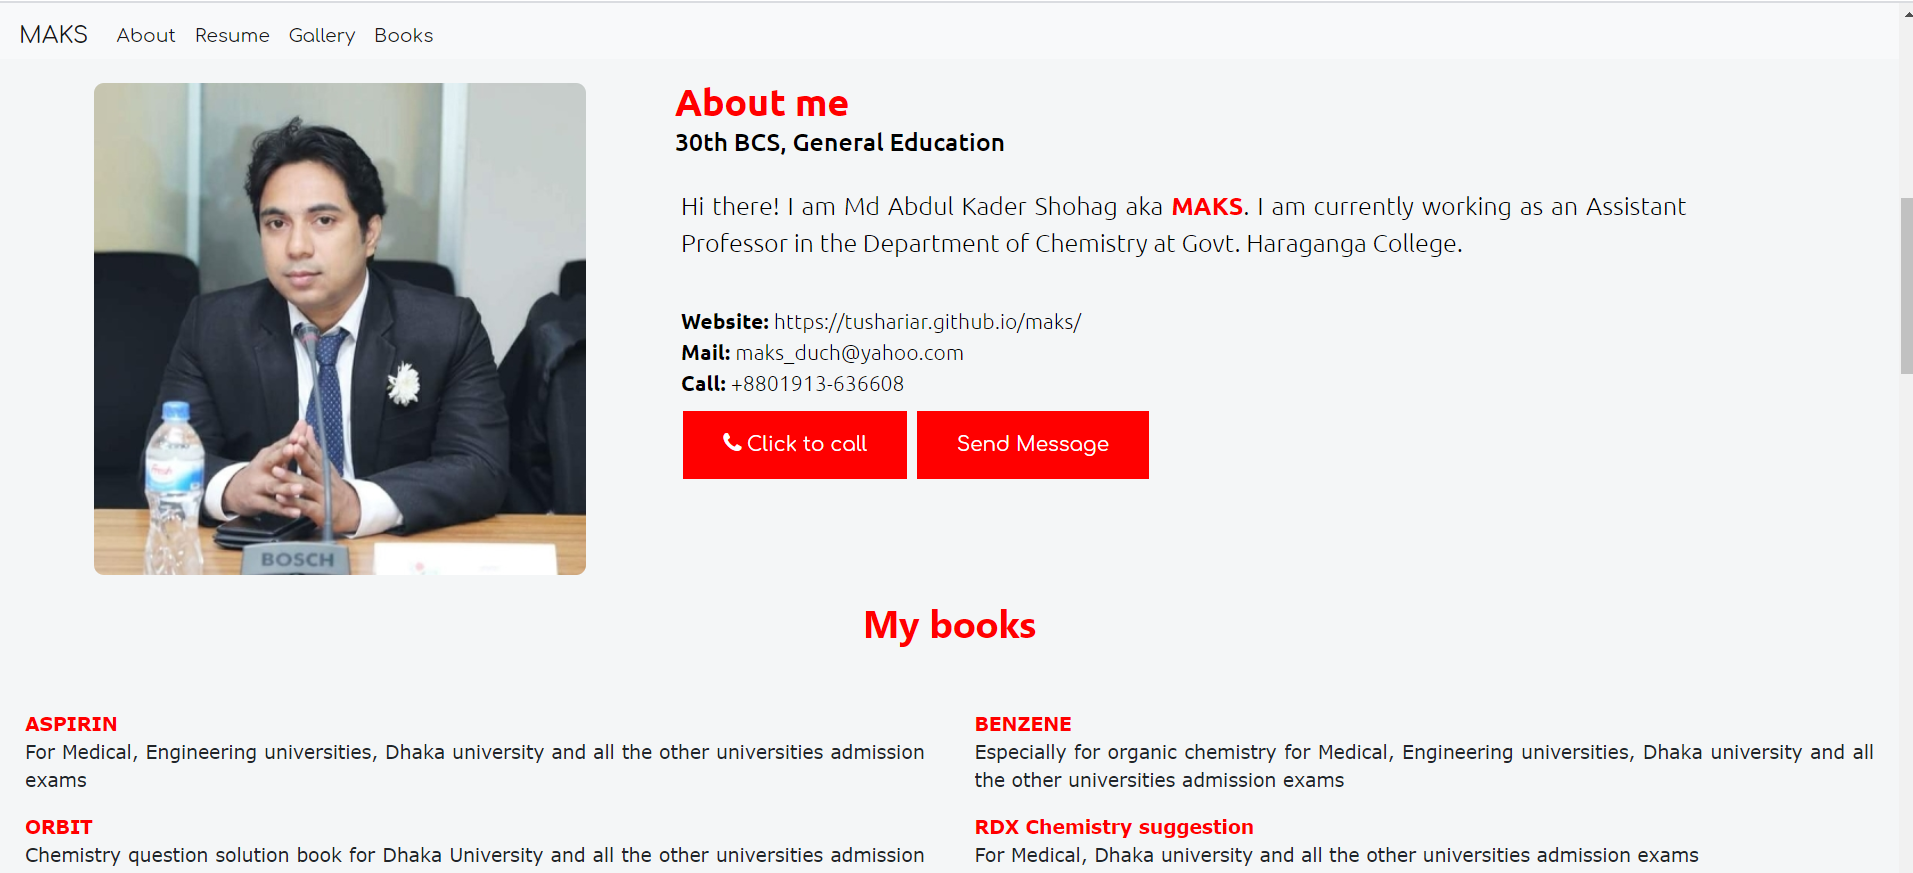 MAKS About Resume Gallery Books
About me
30th BCS, General Education
Hi there! I am Md Abdul Kader Shohag aka MAKS. I am currently working as an Assistant
Professor in the Department of Chemistry at Govt. Haraganga College.
Website: https://tushariar.github.io/maks/
Mail: maks_duch@yahoo.com
Call: +8801913-636608
Click to call
Send Message
fresh
BOSCH
My books
ASPIRIN
For Medical, Engineering universities, Dhaka university and all the other universities admission
exams
BENZENE
Especially for organic chemistry for Medical, Engineering universities, Dhaka university and all
the other universities admission exams
ORBIT
Chemistry question solution book for Dhaka University and all the other universities admission
RDX Chemistry suggestion
For Medical, Dhaka university and all the other universities admission exams